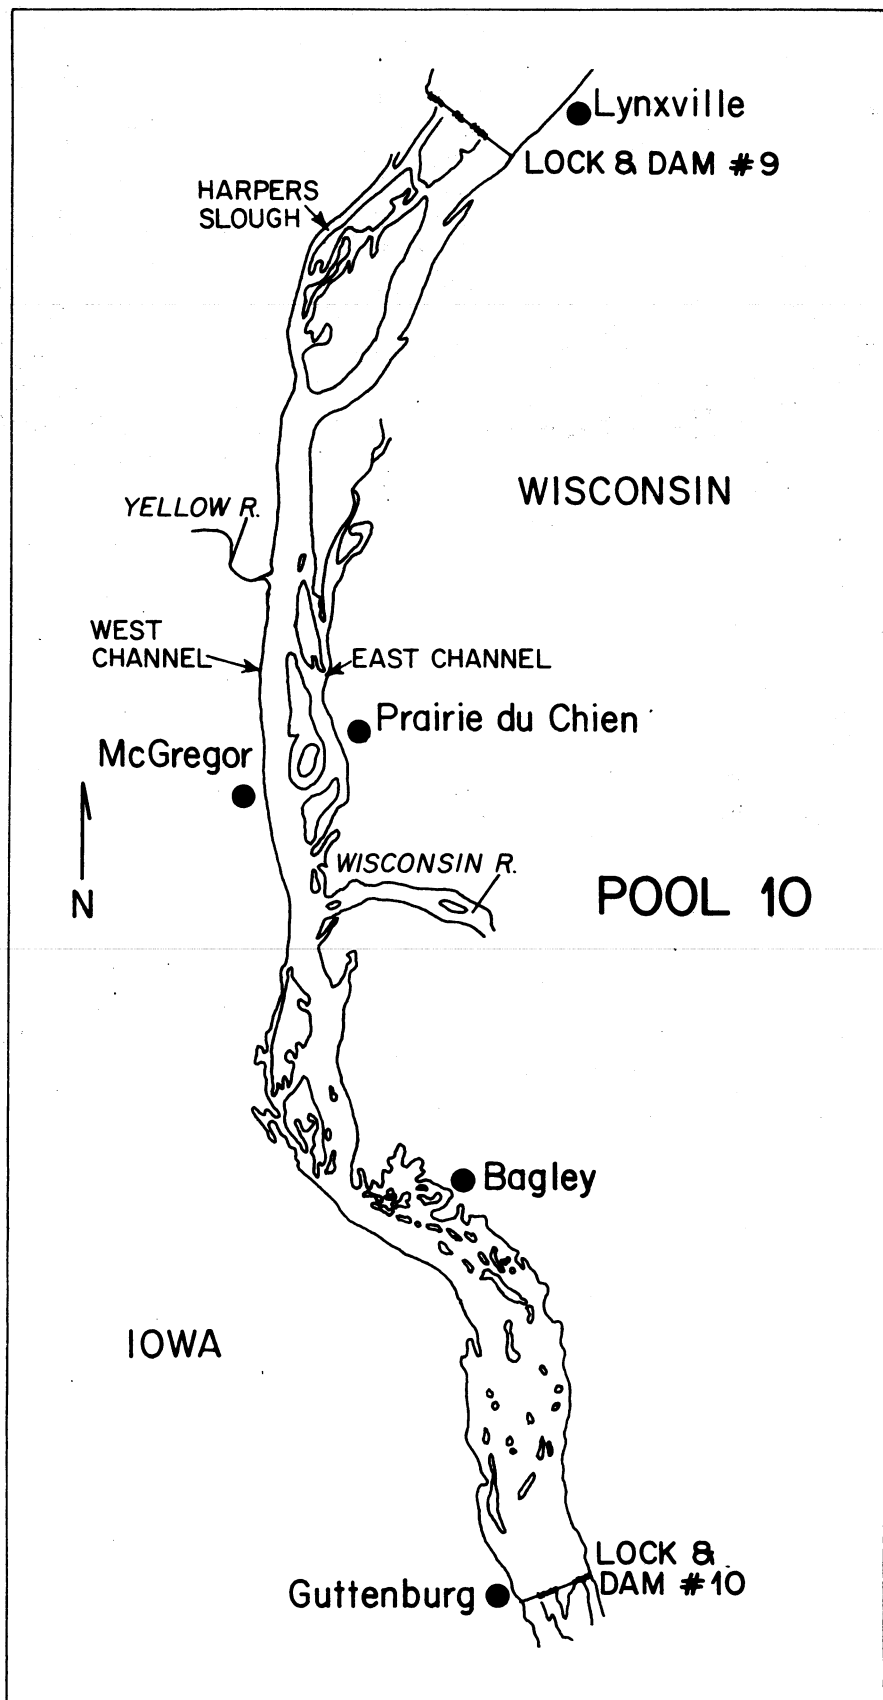 Lynxville
LOCK & DAM #9
HARPERS
SLOUGH
WISCONSIN
YELLOW R.
WEST
CHANNEL
EAST CHANNEL
Prairie du Chien
McGregor
WISCONSIN R.
POOL 10
N
Bagley
IOWA
LOCK &
DAM #10
Guttenburg